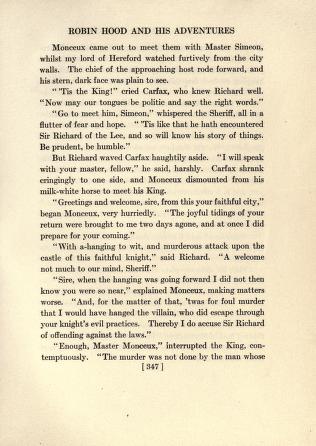 ROBIN HOOD AND HIS ADVENTURES
Monceux came out to meet them with Master Simeon,
whilst my lord of Hereford watched furtively from the city
walls. The chief of the approaching host rode forward, and
his stern, dark face was plain to see.
"'Tis the King!" cried Carfax, who knew Richard well.
"Now may our tongues be politic and say the right words."
"Go to meet him, Simeon," whispered the Sheriff, all in a
flutter of fear and hope. "'Tis like that he hath encountered
Sir Richard of the Lee, and so will know his story of things.
Be prudent, be humble."
But Richard waved Carfax haughtily aside. "I will speak
with your master, fellow," he said, harshly. Carfax shrank
cringingly to one side, and Monceux dismounted from his
milk-white horse to meet his King.
"Greetings and welcome, sire, from this your faithful city,"
began Monceux, very hurriedly. "The joyful tidings of your
return were brought to me two days agone, and at once I did
prepare for your coming."
"With a-hanging to wit, and murderous attack upon the
castle of this faithful knight," said Richard. "A welcome
not much to our mind, Sheriff."
"Sire, when the hanging was going forward I did not then
know you were so near," explained Monceux, making matters
worse. "And, for the matter of that, 'twas for foul murder
that I would have hanged the villain, who did escape through
your knight's evil practices. Thereby I do accuse Sir Richard
of offending against the laws."
"Enough, Master Monceux," interrupted the King, con-
temptuously. "The murder was not done by the man whose
[ 347 ]